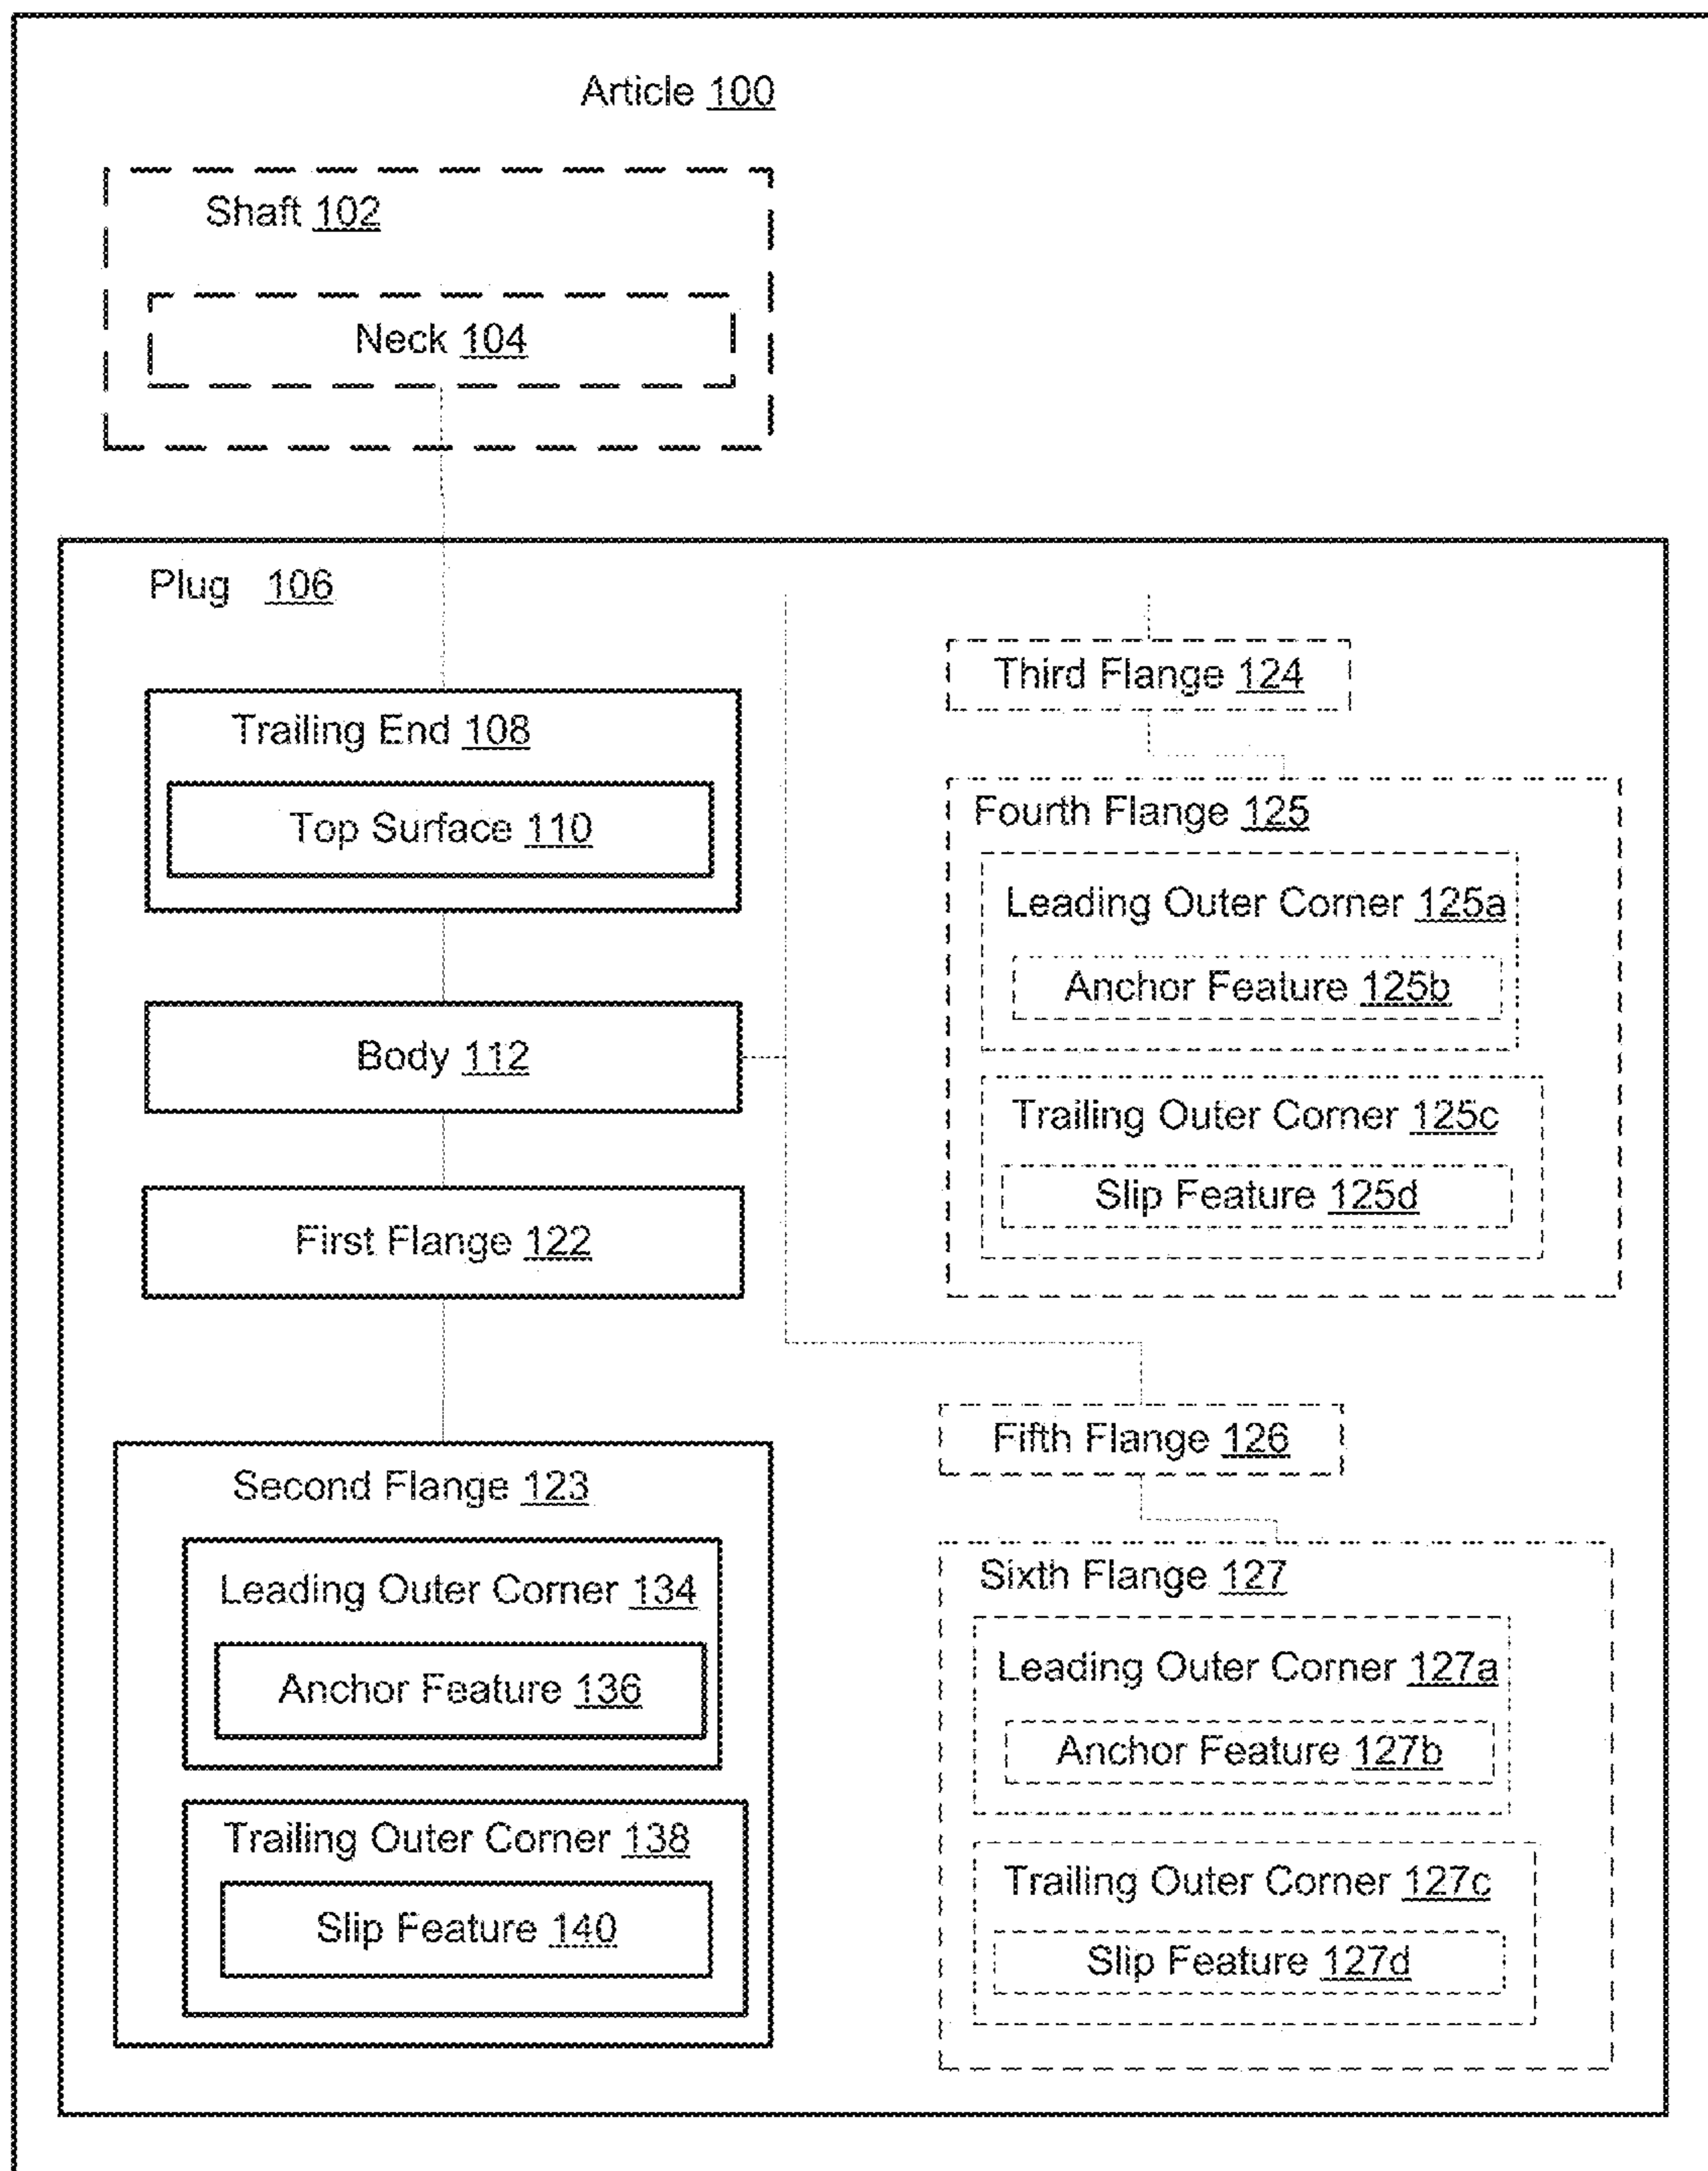 Article 100
Shaft 102
Neck 104
Plug 106
Trailing End 108
Top Surface 110
Body 112
First Flange 122
Second Flange 123
Leading Outer Corner 134
Anchor Feature 136
Trailing Outer Corner 138
Slip Feature 140
Third Flange 124
Fourth Flange 125
Leading Outer Corner 125a
Anchor Feature 125b
Trailing Outer Corner 125c
Slip Feature 125d
Fifth Flange 126
Sixth Flange 127
Leading Outer Corner 127a
Anchor Feature 127b
Trailing Outer Corner 127c
Slip Feature 127d